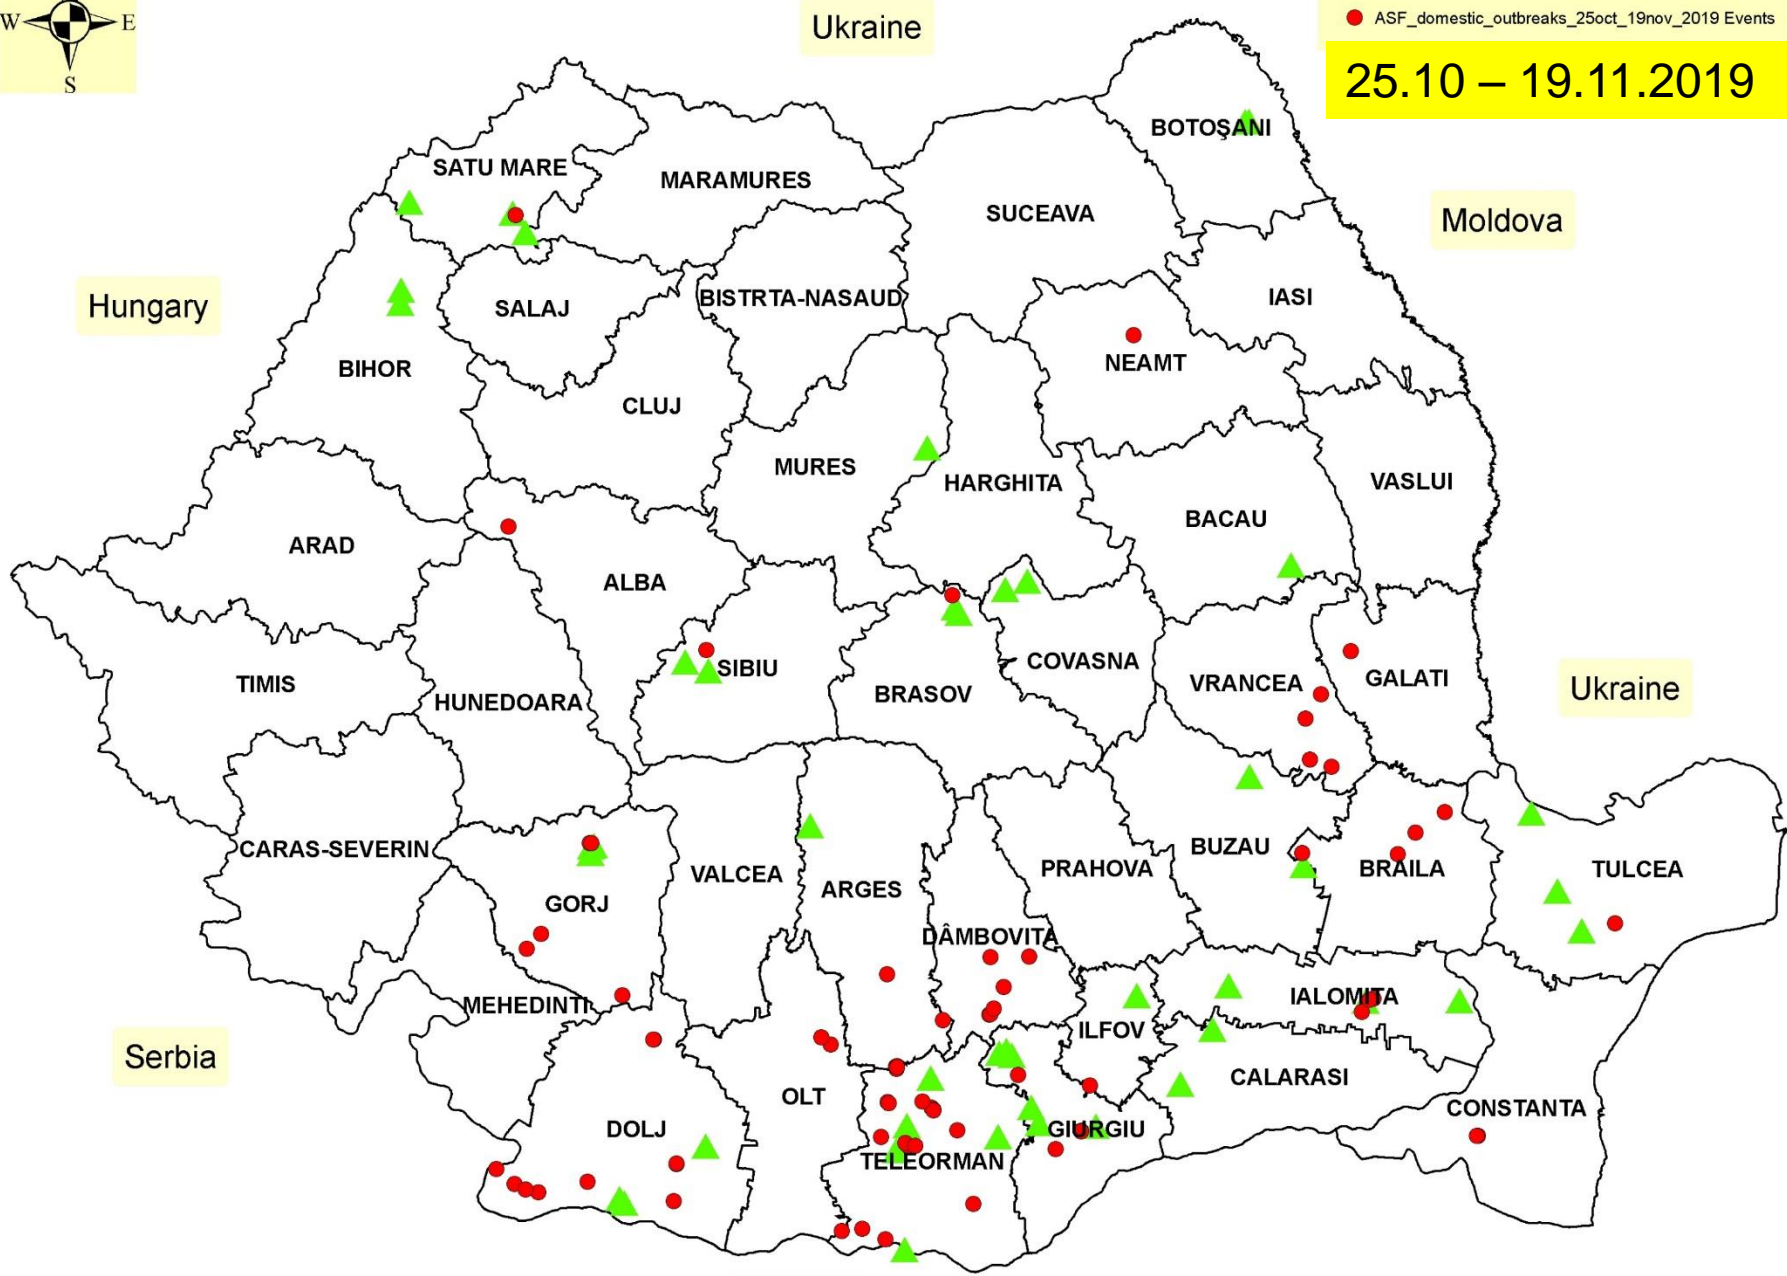 W E
S
Ukraine
ASF_domestic_outbreaks_25oct_19nov_2019 Events
25.10 – 19.11.2019
BOTOŞANI
SATU MARE
MARAMURES
SUCEAVA
Moldova
Hungary
SALAJ
BISTRTA-NASAUD
IASI
BIHOR
NEAMT
CLUJ
MURES
HARGHITA
VASLUI
BACAU
ARAD
ALBA
SIBIU
COVASNA
TIMIS
HUNEDOARA
BRASOV
VRANCEA
GALATI
Ukraine
CARAS-SEVERIN
VALCEA
ARGES
PRAHOVA
BUZAU
BRAILA
TULCEA
GORJ
DÂMBOVITA
MEHEDINTI
IALOMITA
ILFOV
Serbia
OLT
CALARASI
CONSTANTA
DOLJ
GIURGIU
TELEORMAN